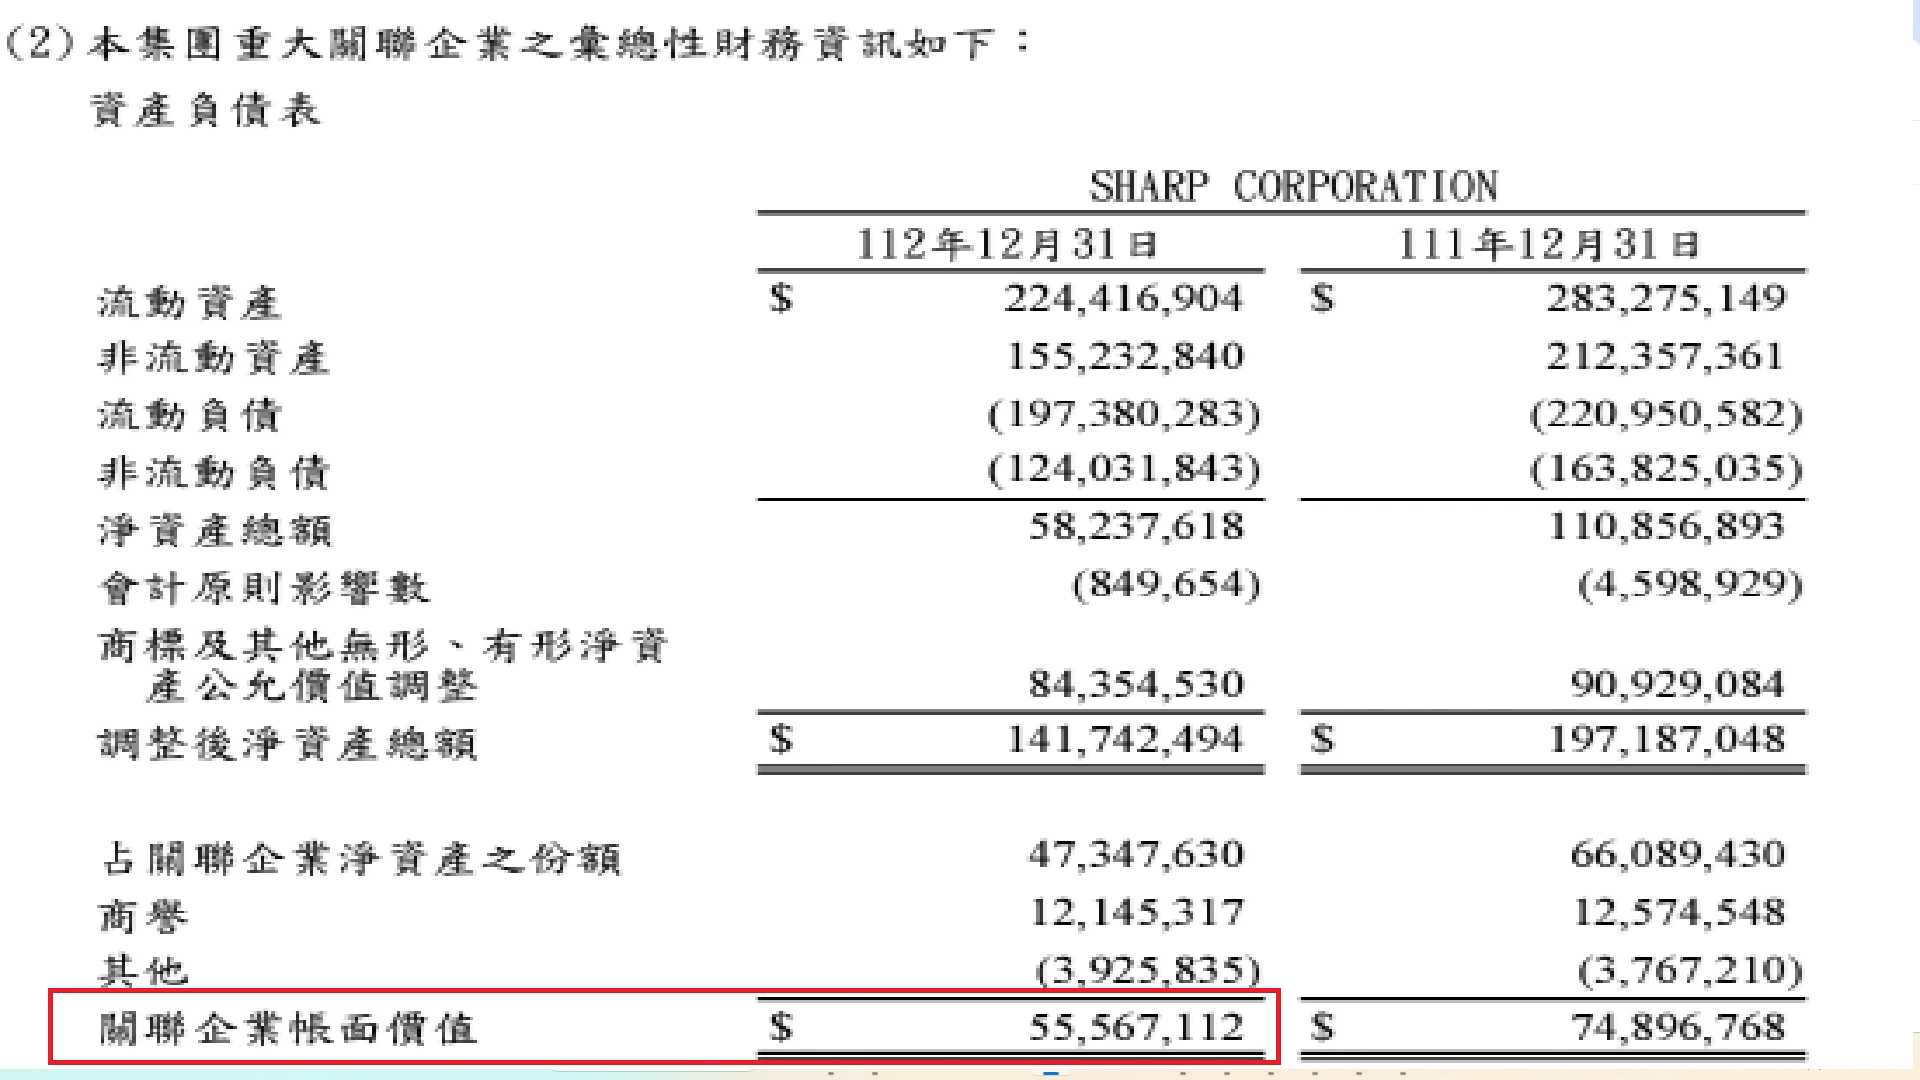 (2)本集團重大關聯企業之彙總性財務資訊如下：
資產負債表
SHARP CORPORATION
112年12月31日 111年12月31日
流動資產 $ 224,416,904 $ 283,275,149
非流動資產 155,232,840 212,357,361
流動負債 (197,380,283) (220,950,582)
非流動負債 (124,031,843) (163,825,035)
淨資產總額 58,237,618 110,856,893
會計原則影響數 (849,654) (4,598,929)
商標及其他無形、有形淨資
產公允價值調整 84,354,530 90,929,084
調整後淨資產總額 $ 141,742,494 $ 197,187,048
占關聯企業淨資產之份額 47,347,630 66,089,430
商譽 12,145,317 12,574,548
其他 (3,925,835) (3,767,210)
關聯企業帳面價值 $ 55,567,112 $ 74,896,768